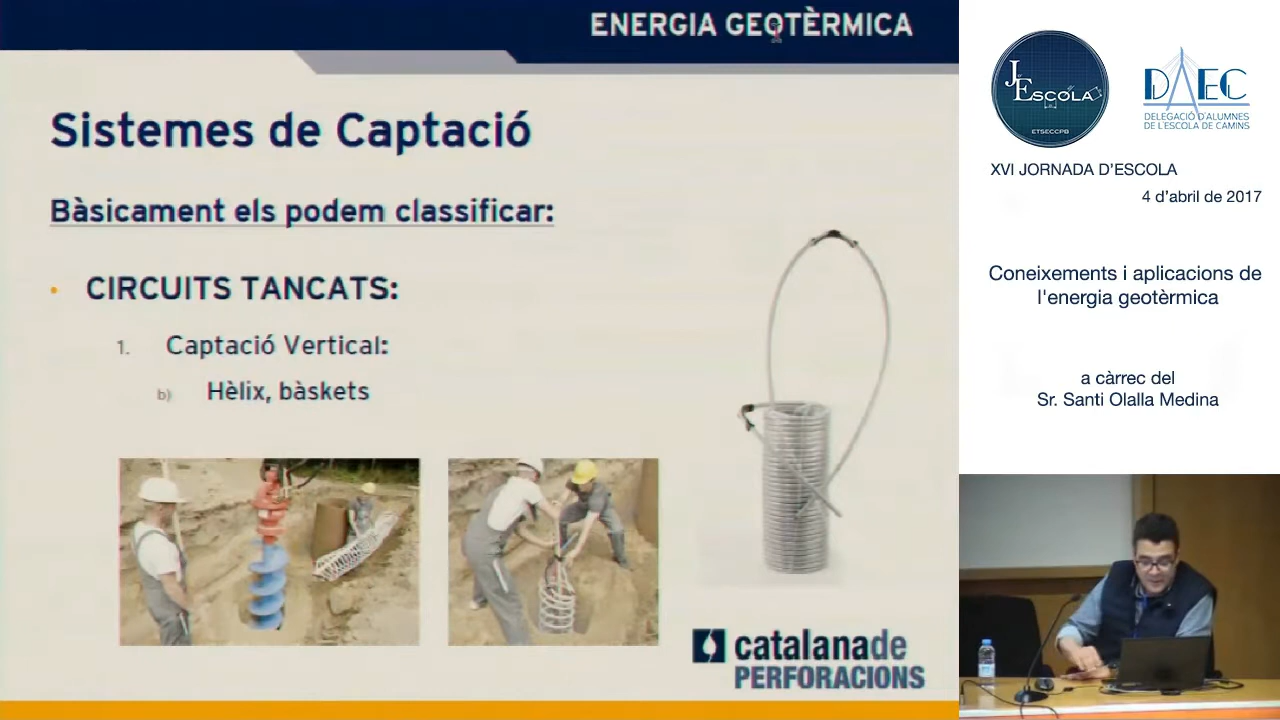 ENERGIA GEOTÈRMICA
Sistemes de Captació
Bàsicament els podem classificar:
• CIRCUITS TANCATS:
1. Captació Vertical:
b) Hèlix, bàskets
catalanade
PERFORACIONS
JESCOLA
ETSECCPB
DAEC
DELEGACIÓ D'ALUMNES
DE L'ESCOLA DE CAMINS
XVI JORNADA D'ESCOLA
4 d'abril de 2017
Coneixements i aplicacions de
l'energia geotèrmica
a càrrec del
Sr. Santi Olalla Medina